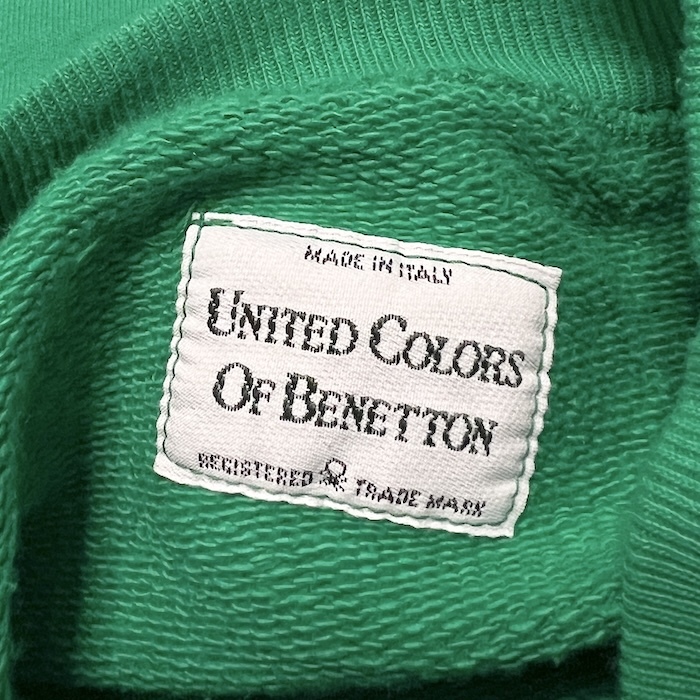 MADE IN ITALY
UNITED COLORS
OF BENETTON
REGISTERED TRADE MARK